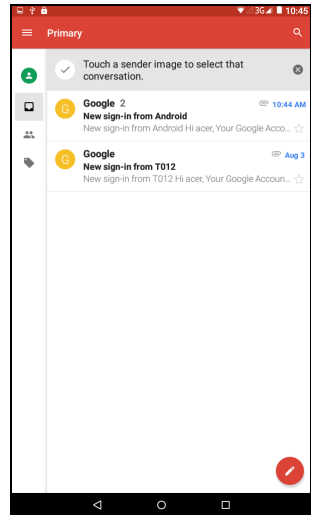 3G 10:45
Primary
Touch a sender image to select that
conversation.
G Google 2 10:44 AM
New sign-in from Android
New sign-in from Android Hi acer, Your Google Acco...
G Google Aug 3
New sign-in from T012
New sign-in from T012 Hi acer, Your Google Accoun...